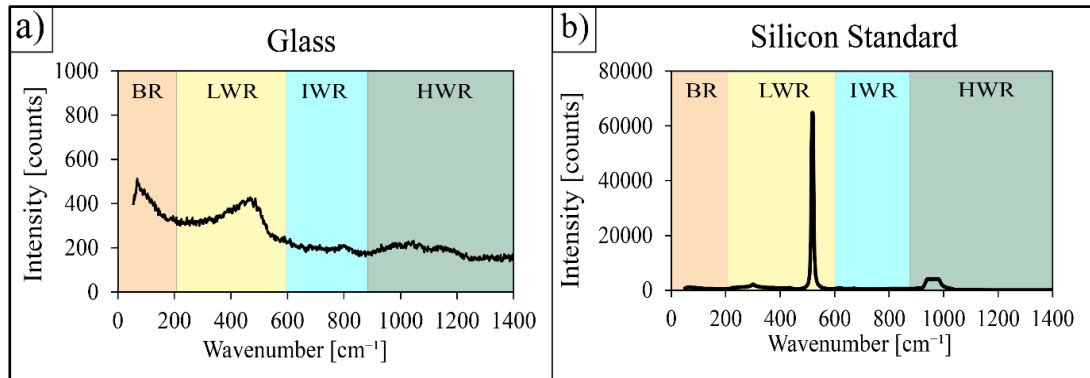 a)
Glass
Intensity [counts]
1000
800
600
400
200
0
BR LWR IWR HWR
0 200 400 600 800 1000 1200 1400
Wavenumber [cm⁻¹]
b)
Silicon Standard
Intensity [counts]
80000
60000
40000
20000
0
BR LWR IWR HWR
0 200 400 600 800 1000 1200 1400
Wavenumber [cm⁻¹]